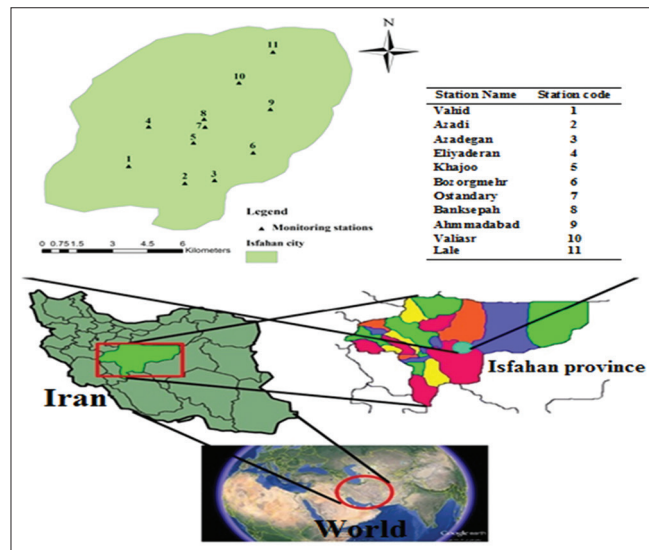 N
11
10
9
8
7
4
5
6
1
2
3
Legend
Monitoring stations
Isfahan city
0 0.75 1.5 3 4.5 6
Kilometers
Station Name Station code
Vahid 1
Azadi 2
Azadegan 3
Eliyaderan 4
Khajoo 5
Bozorgmehr 6
Ostandary 7
Banksepah 8
Ahmmadabad 9
Valiasr 10
Lale 11
Iran
Isfahan province
World
Google earth